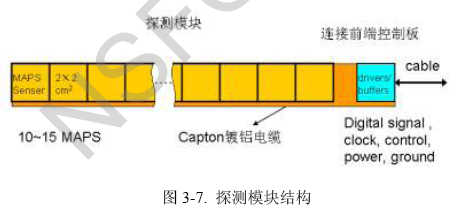 探测模块
连接前端控制板
MAPS
Senser
2×2
cm²
......
drivers/
buffers
cable
10~15 MAPS
Capton镀铝电缆
Digital signal ,
clock, control,
power, ground
图 3-7. 探测模块结构
NSFC